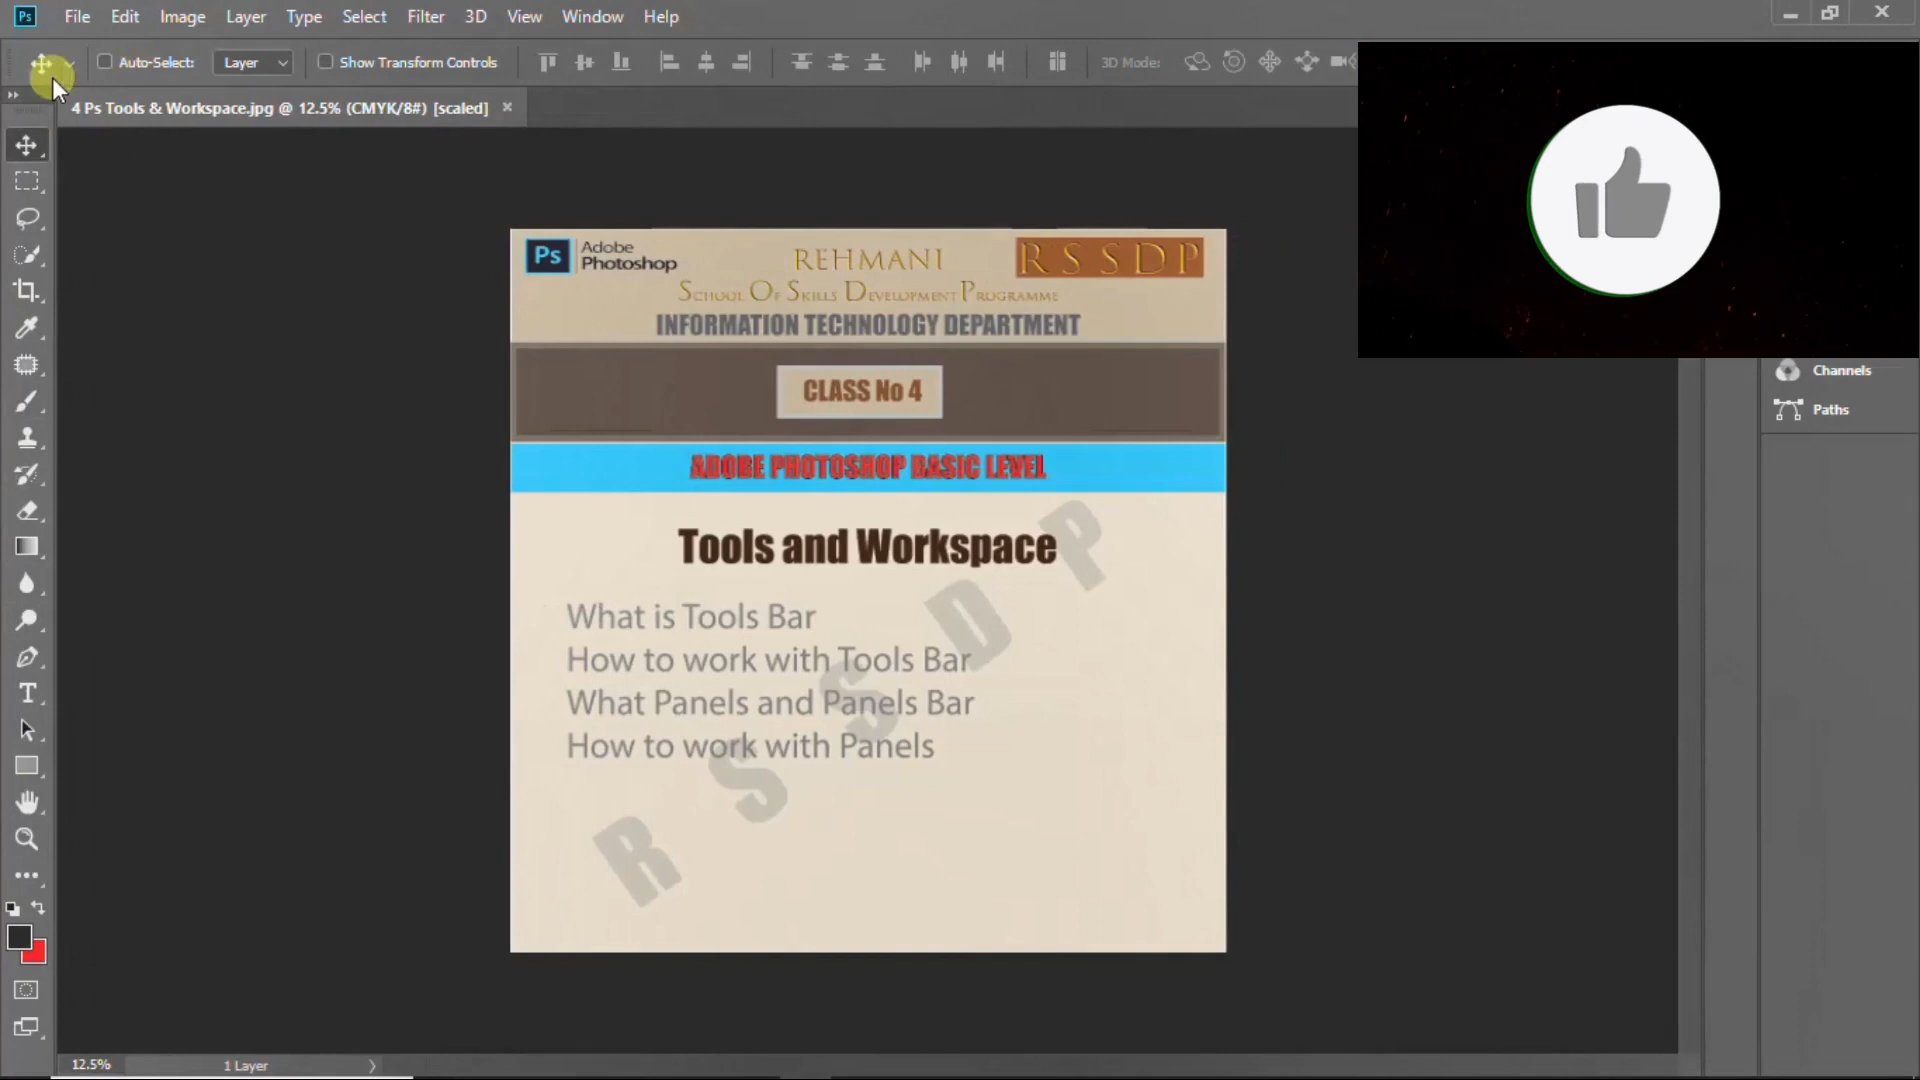 Ps File Edit Image Layer Type Select Filter 3D View Window Help
Auto-Select: Layer Show Transform Controls 3D Mode:
4 Ps Tools & Workspace.jpg @ 12.5% (CMYK/8#) [scaled]
Ps Adobe Photoshop
REHMANI
RSSDP
School Of Skills Development Programme
INFORMATION TECHNOLOGY DEPARTMENT
CLASS No 4
ADOBE PHOTOSHOP BASIC LEVEL
Tools and Workspace
What is Tools Bar
How to work with Tools Bar
What Panels and Panels Bar
How to work with Panels
R S S D P
Channels
Paths
12.5% 1 Layer